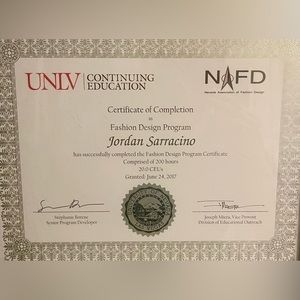 UNLV CONTINUING
EDUCATION
NAFD
Nevada Association of Fashion Design
Certificate of Completion
in
Fashion Design Program
Jordan Sarracino
has successfully completed the Fashion Design Program Certificate
Comprised of 200 hours
20.0 CEUs
Granted: June 24, 2017
Stephanie
Senior Program Developer
Joseph Miera, Vice Provost
Division of Educational Outreach